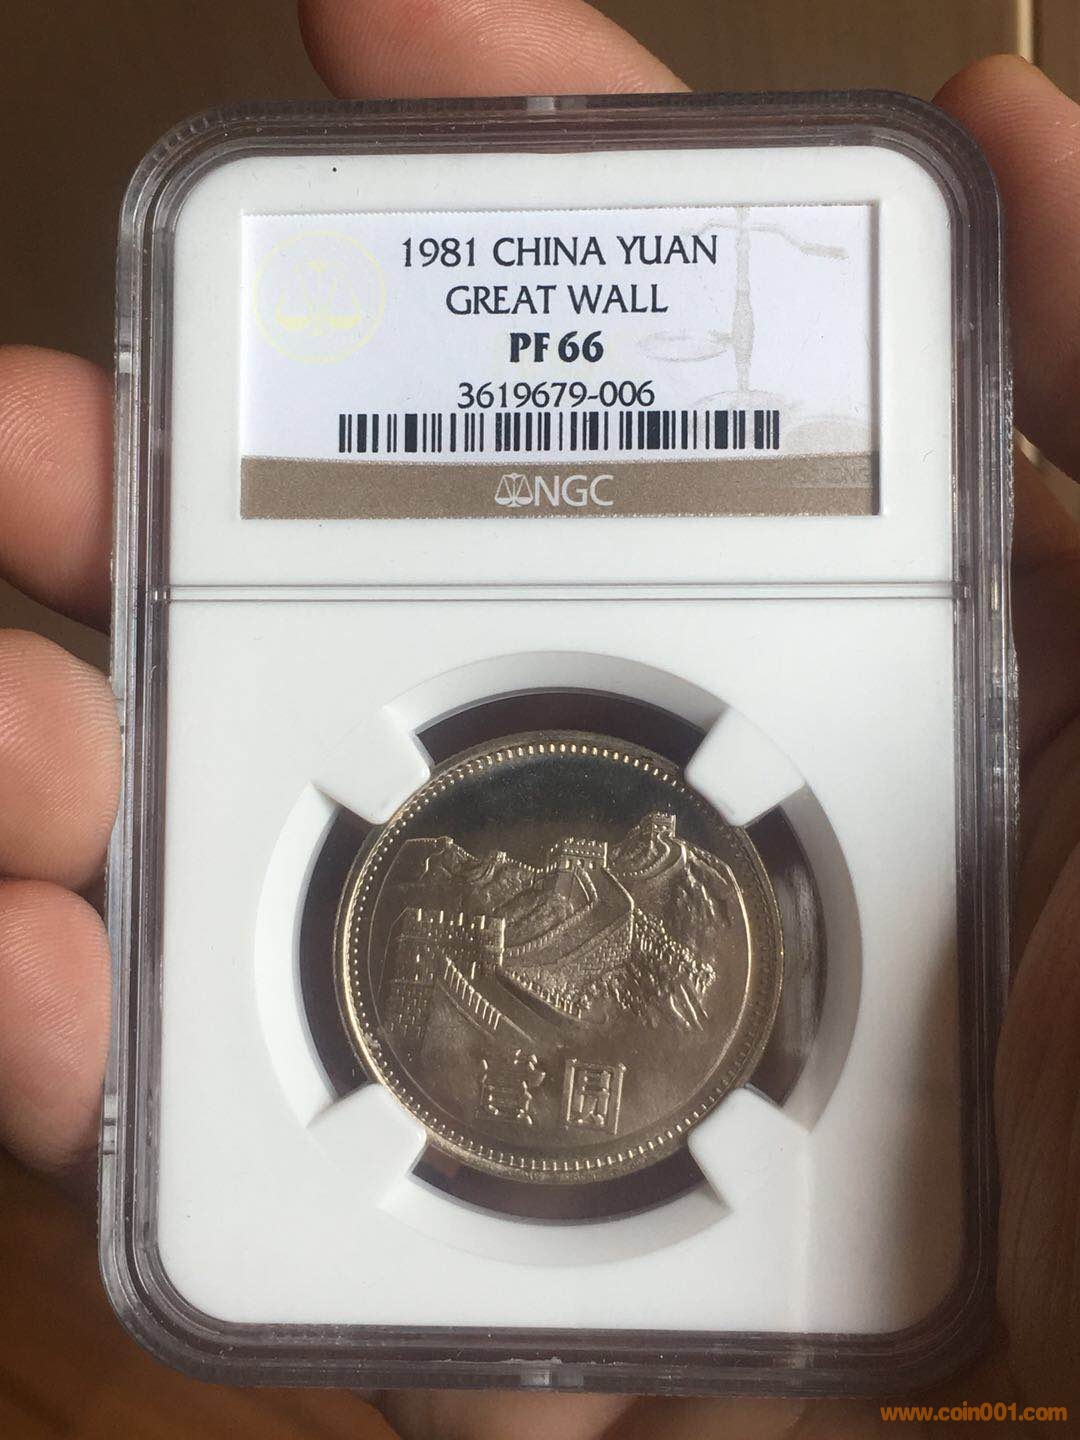 1981 CHINA YUAN
GREAT WALL
PF 66
3619679-006
NGC
壹圆
www.coin001.com